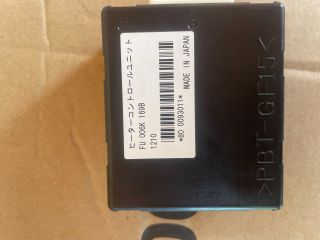 ヒーターコントロールユニット
FU 006K 169B
1210
*80 0093011*
MADE IN JAPAN
>PBT-GF15<